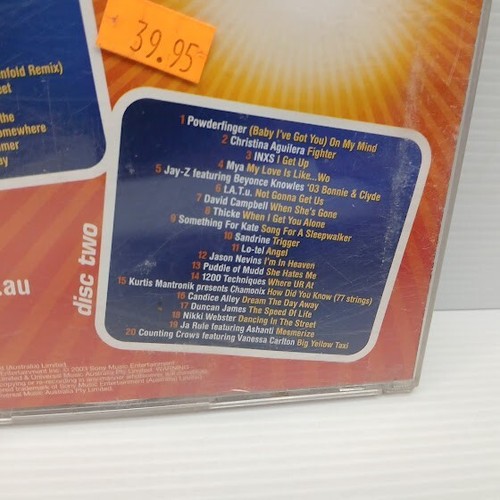 39.95
nfold Remix)
eet
the
omewhere
mer
ay
1 Powderfinger (Baby I've Got You) On My Mind
2 Christina Aguilera Fighter
3 INXS I Get Up
4 Mya My Love Is Like...Wo
5 Jay-Z featuring Beyonce Knowles '03 Bonnie & Clyde
6 t.A.T.u. Not Gonna Get Us
7 David Campbell When She's Gone
8 Thicke When I Get You Alone
9 Something For Kate Song For A Sleepwalker
10 Sandrine Trigger
11 Lo-tel Angel
12 Jason Nevins I'm In Heaven
13 Puddle of Mudd She Hates Me
14 1200 Techniques Where UR At
15 Kurtis Mantronik presents Chamonix How Did You Know (77 strings)
16 Candice Alley Dream The Day Away
17 Duncan James The Speed Of Life
18 Nikki Webster Dancing In The Street
19 Ja Rule featuring Ashanti Mesmerize
20 Counting Crows featuring Vanessa Carlton Big Yellow Taxi
disc two
.au
(Australia) Limited.
2003 Sony Music Entertainment